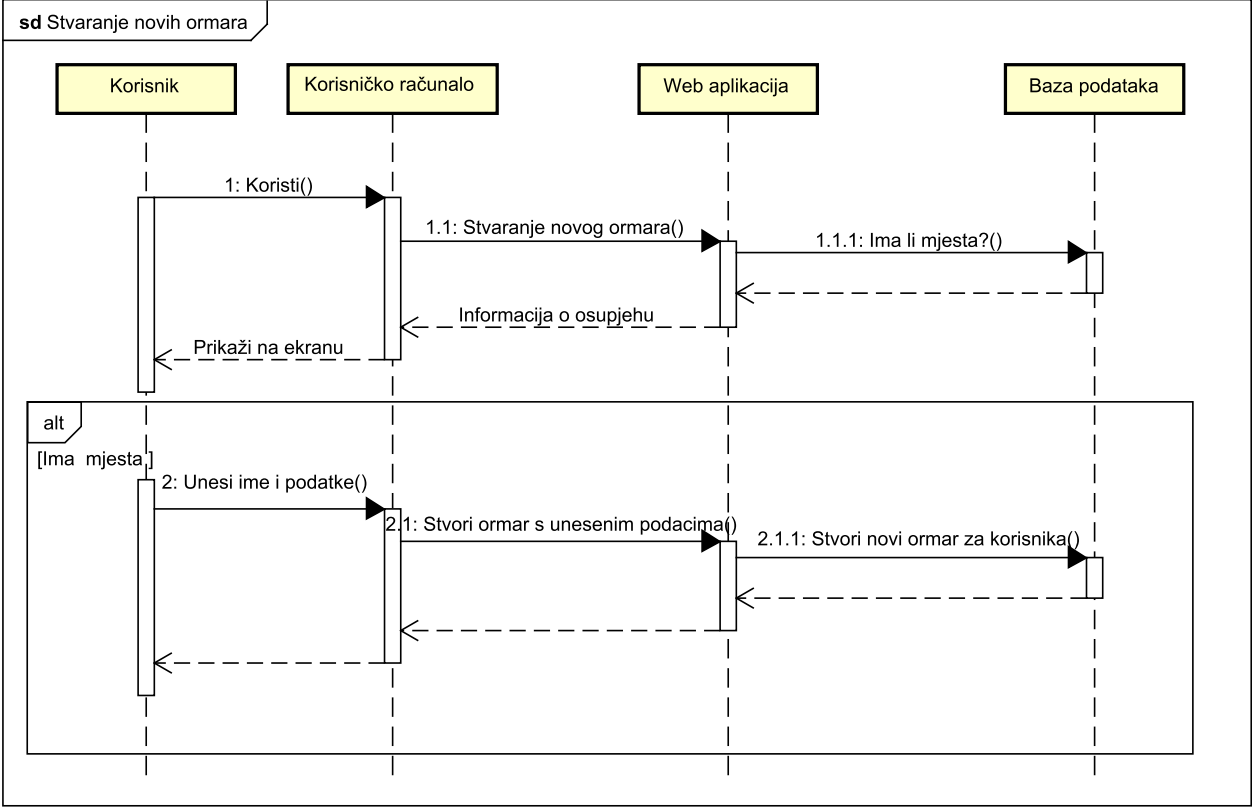 sd Stvaranje novih ormara
Korisnik
Korisničko računalo
Web aplikacija
Baza podataka
1: Koristi()
1.1: Stvaranje novog ormara()
1.1.1: Ima li mjesta?()
Informacija o osupjehu
Prikaži na ekranu
alt
[Ima mjesta ]
2: Unesi ime i podatke()
2.1: Stvori ormar s unesenim podacima()
2.1.1: Stvori novi ormar za korisnika()